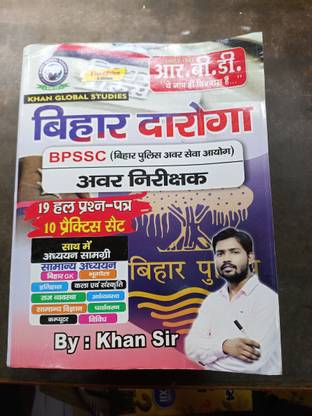 आर.बी.डी.
ये नाम ही विश्वास है...
KHAN GLOBAL STUDIES
बिहार दारोगा
BPSSC (बिहार पुलिस अवर सेवा आयोग)
अवर निरीक्षक
19 हल प्रश्न-पत्र
10 प्रैक्टिस सैट
साथ में
अध्ययन सामग्री
सामान्य अध्ययन
बिहार GK भूगोल
इतिहास कला एवं संस्कृति
राज व्यवस्था अर्थव्यवस्था
सामान्य विज्ञान पर्यावरण
कम्प्यूटर विविध
बिहार पु
By : Khan Sir